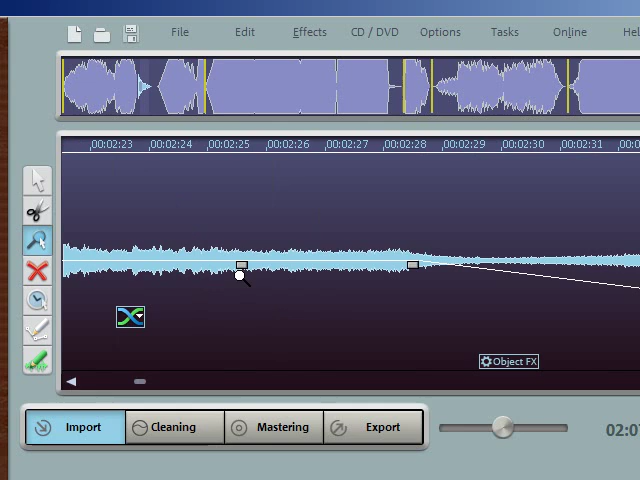 File Edit Effects CD / DVD Options Tasks Online
00:02:23 00:02:24 00:02:25 00:02:26 00:02:27 00:02:28 00:02:29 00:02:30 00:02:31
Object FX
Import Cleaning Mastering Export